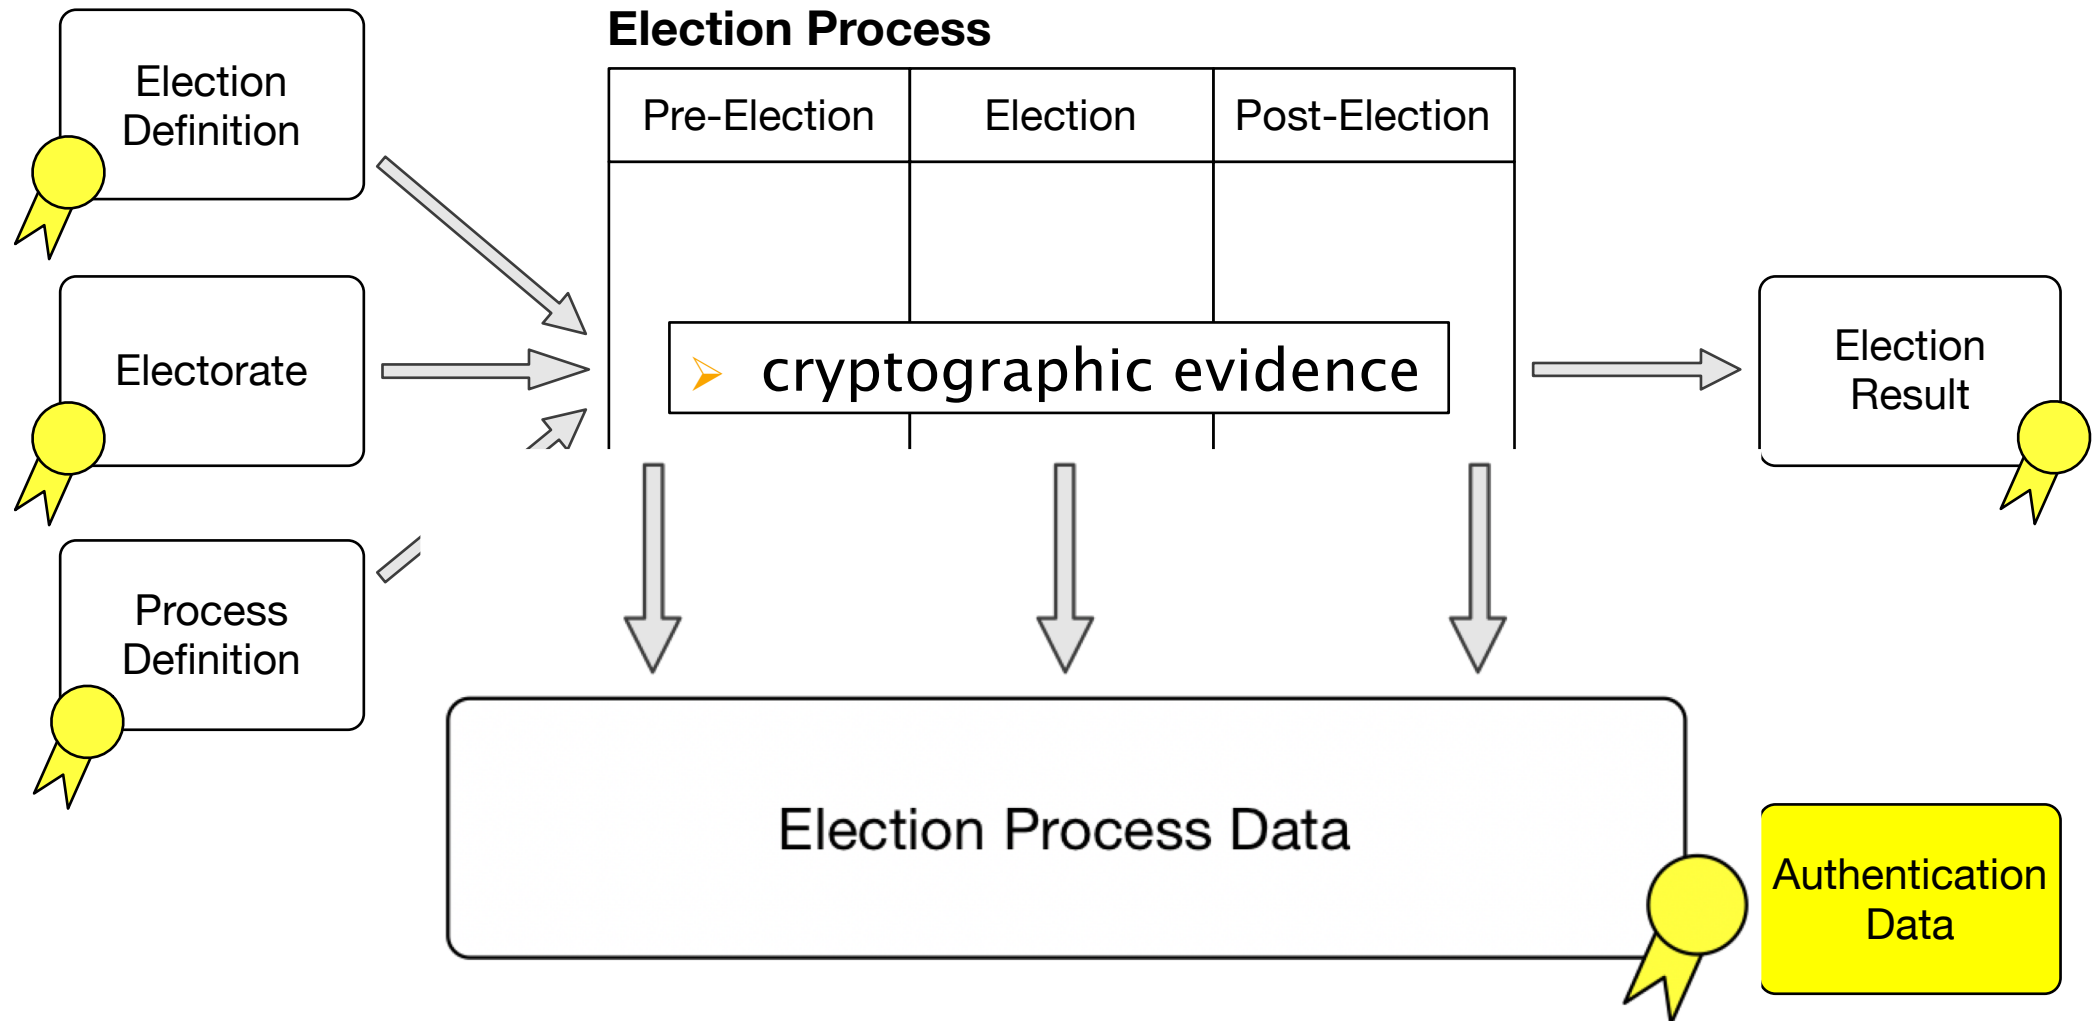 Election Process
Election
Definition
Pre-Election
Election
Post-Election
Electorate
➢ cryptographic evidence
Election
Result
Process
Definition
Election Process Data
Authentication
Data